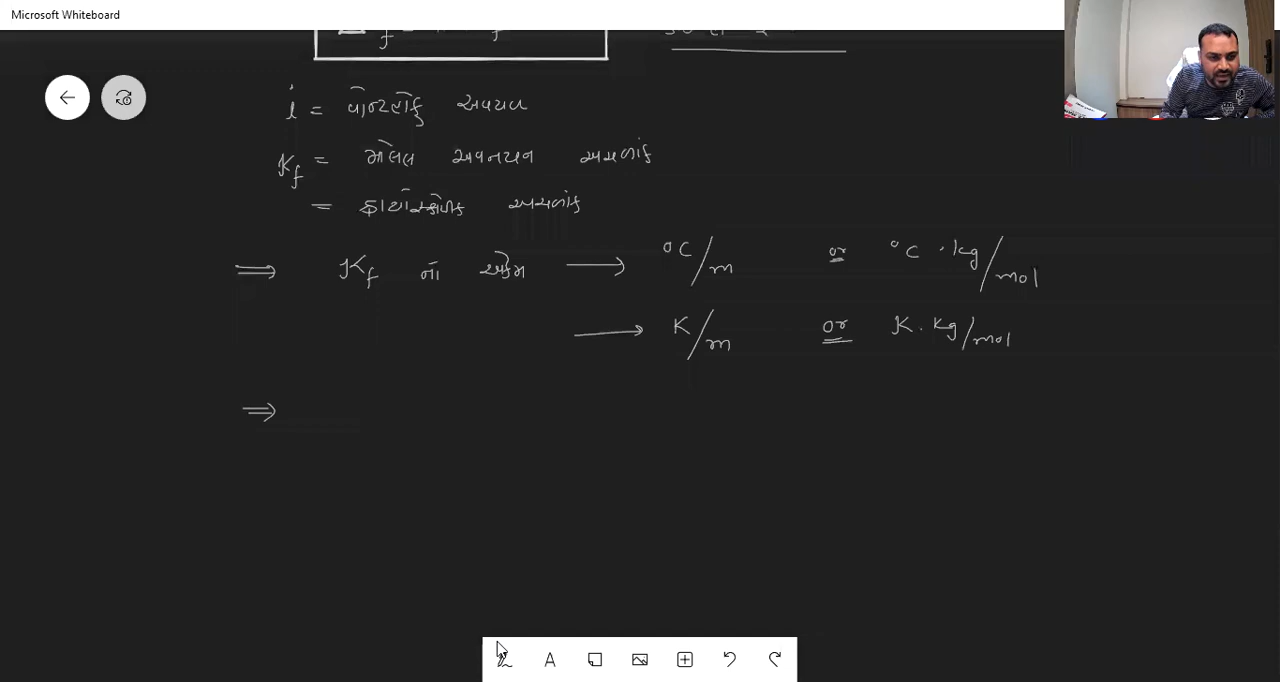 Microsoft Whiteboard
i = વોન્ટહોફ અવયવ
Kf = મોલલ અવનયન અચળાંક
= ક્રાયોસ્કોપીક અચળાંક
⇒ Kf નો એકમ → °C/m or °C · kg/mol
→ K/m or K · kg/mol
⇒